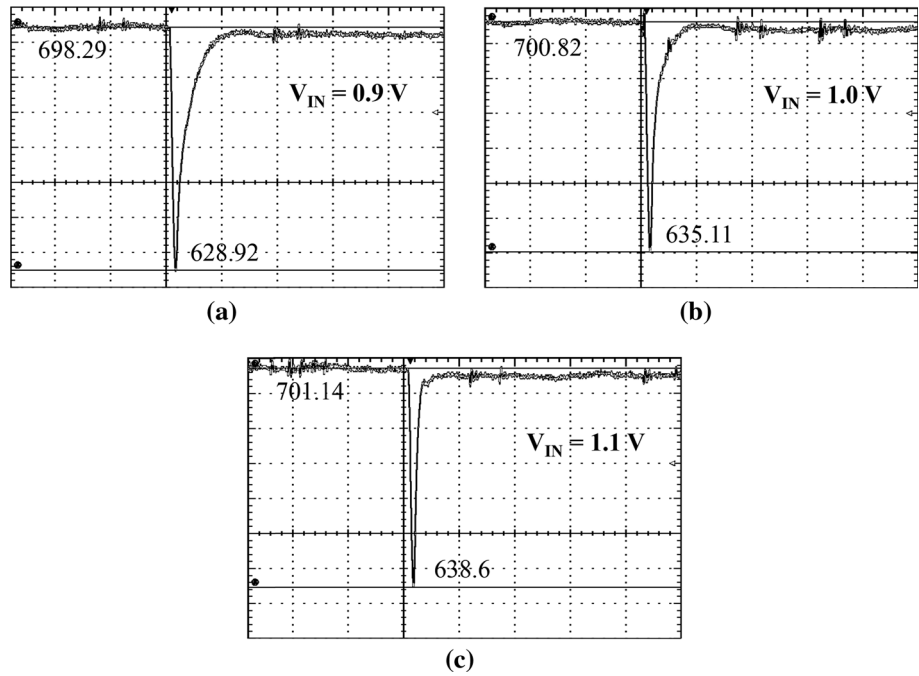 698.29
V_IN = 0.9 V
628.92
(a)
700.82
V_IN = 1.0 V
635.11
(b)
701.14
V_IN = 1.1 V
638.6
(c)